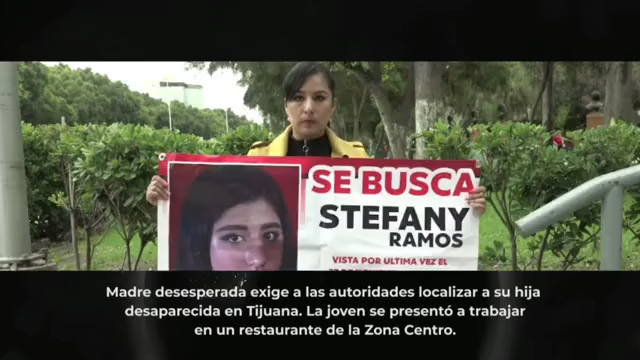 SE BUSCA
STEFANY
RAMOS
VISTA POR ULTIMA VEZ EL
Madre desesperada exige a las autoridades localizar a su hija
desaparecida en Tijuana. La joven se presentó a trabajar
en un restaurante de la Zona Centro.